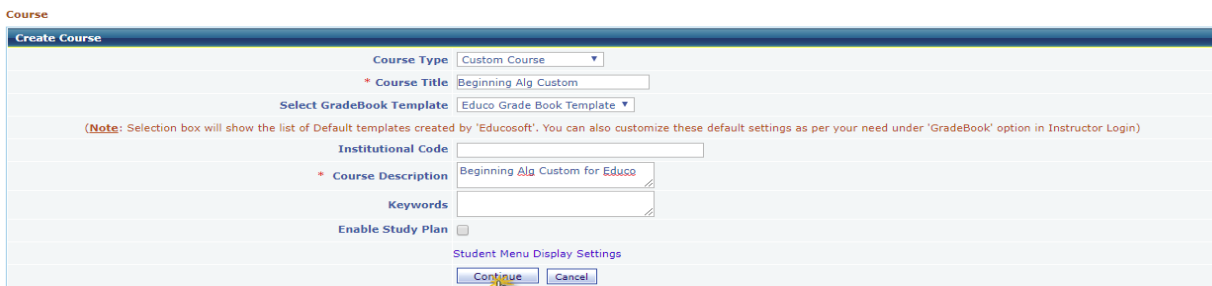 Course
Create Course
Course Type Custom Course
* Course Title Beginning Alg Custom
Select GradeBook Template Educo Grade Book Template
(Note: Selection box will show the list of Default templates created by 'Educosoft'. You can also customize these default settings as per your need under 'GradeBook' option in Instructor Login)
Institutional Code
* Course Description Beginning Alg Custom for Educo
Keywords
Enable Study Plan
Student Menu Display Settings
Continue Cancel